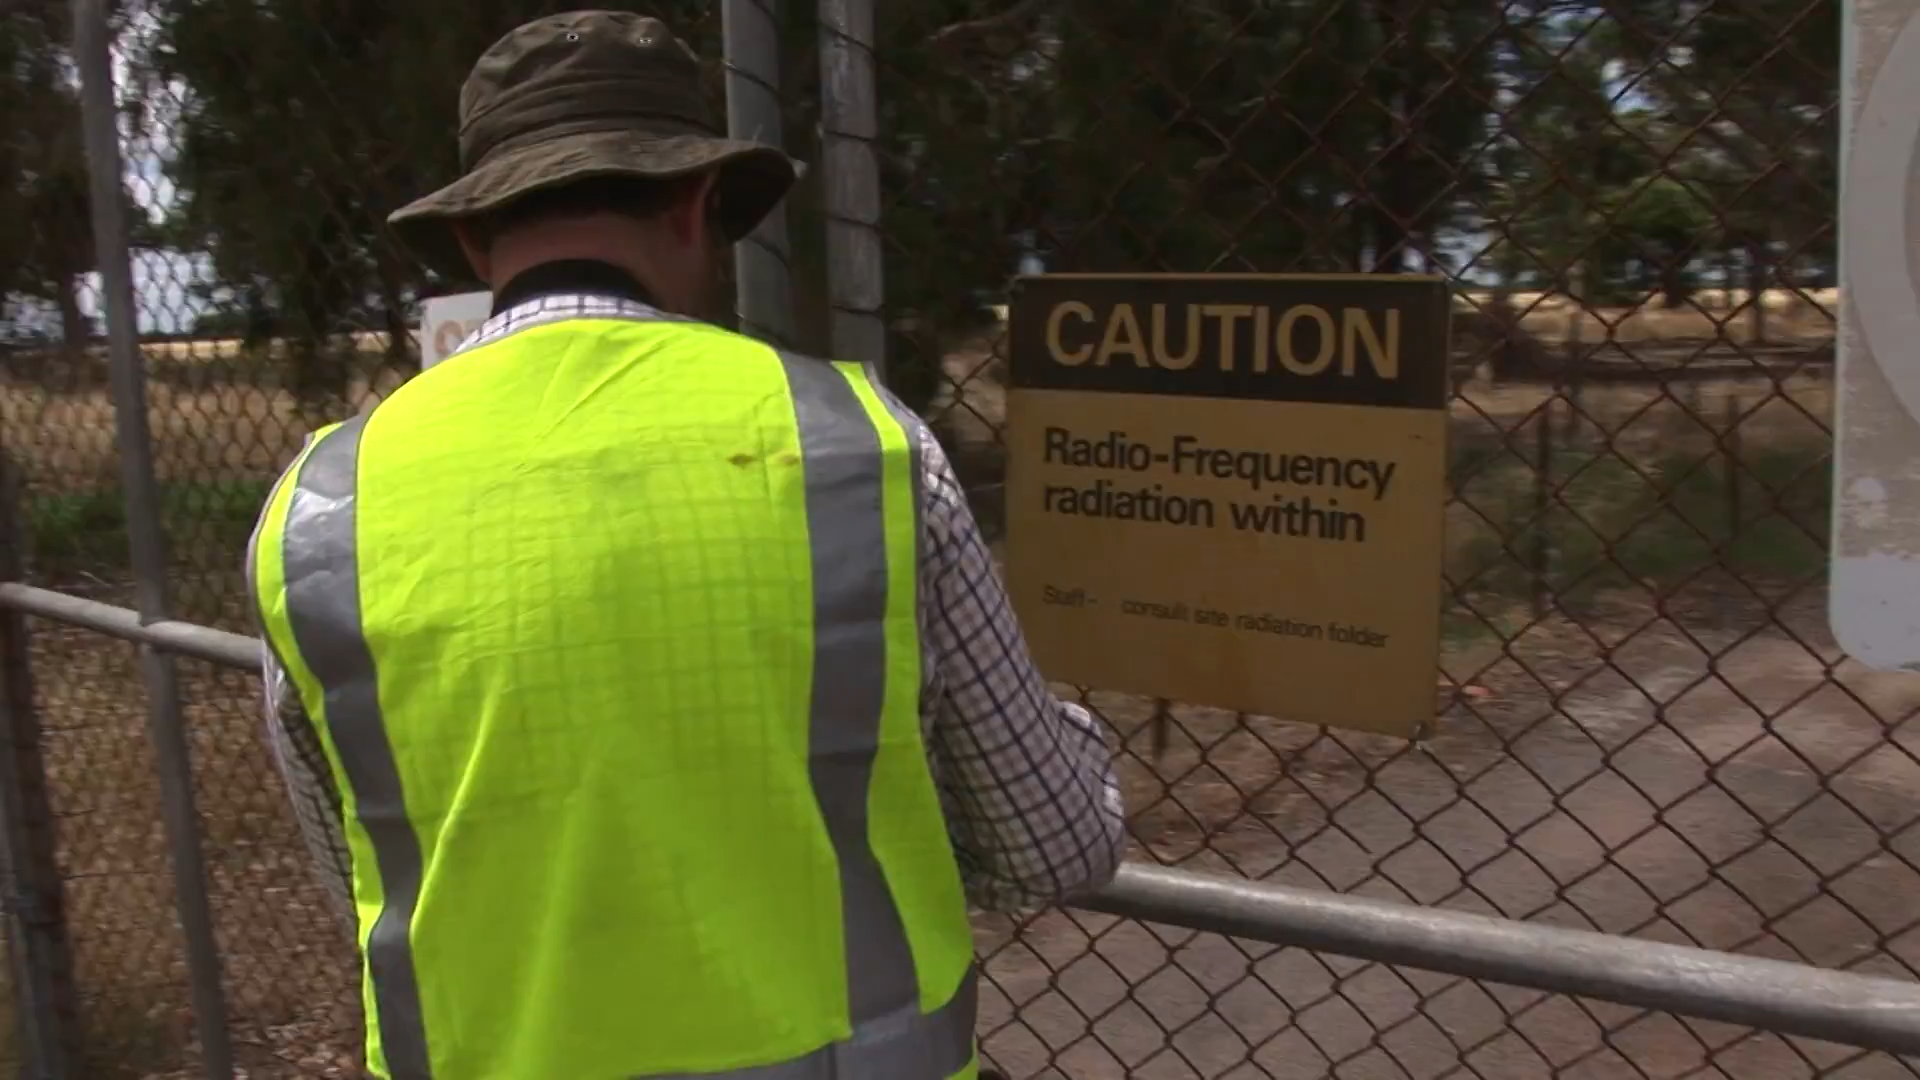 CAUTION
Radio-Frequency
radiation within
Staff- consult site radiation folder